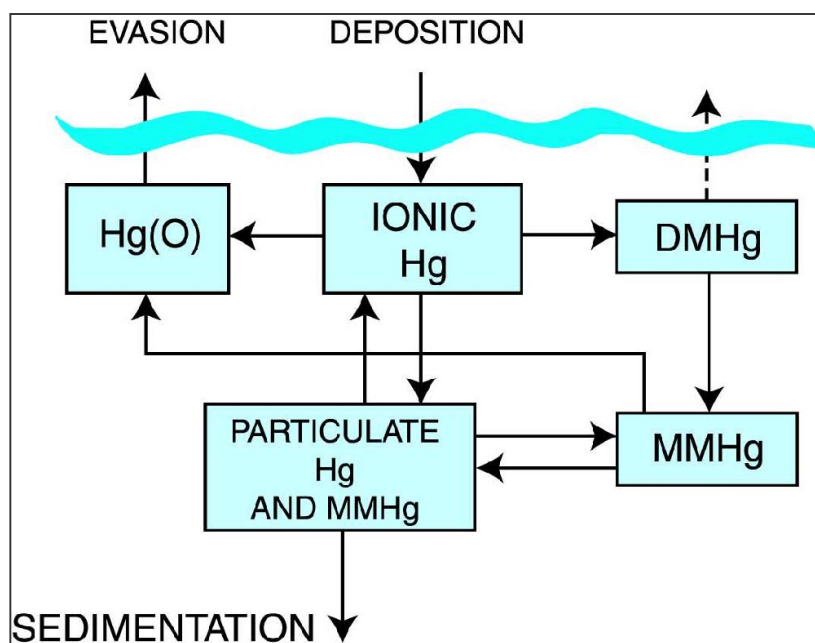 EVASION
DEPOSITION
Hg(O)
IONIC
Hg
DMHg
PARTICULATE
Hg
AND MMHg
MMHg
SEDIMENTATION